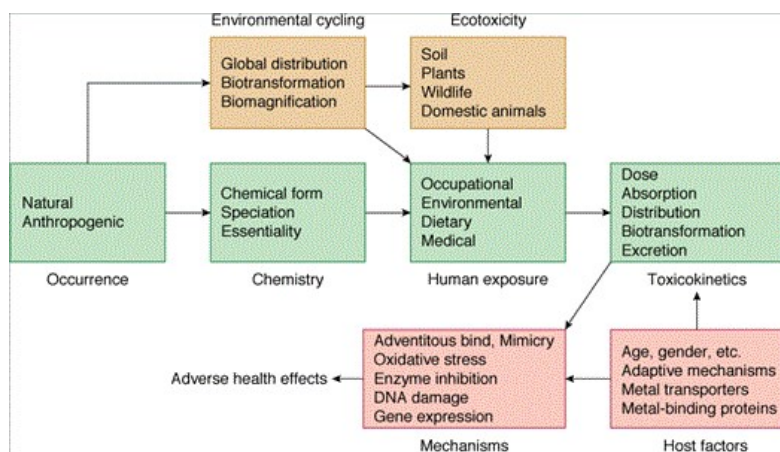 Environmental cycling
Ecotoxicity
Global distribution
Biotransformation
Biomagnification
Soil
Plants
Wildlife
Domestic animals
Natural
Anthropogenic
Occurrence
Chemical form
Speciation
Essentiality
Chemistry
Occupational
Environmental
Dietary
Medical
Human exposure
Dose
Absorption
Distribution
Biotransformation
Excretion
Toxicokinetics
Adverse health effects
Adventitous bind, Mimicry
Oxidative stress
Enzyme inhibition
DNA damage
Gene expression
Mechanisms
Age, gender, etc.
Adaptive mechanisms
Metal transporters
Metal-binding proteins
Host factors